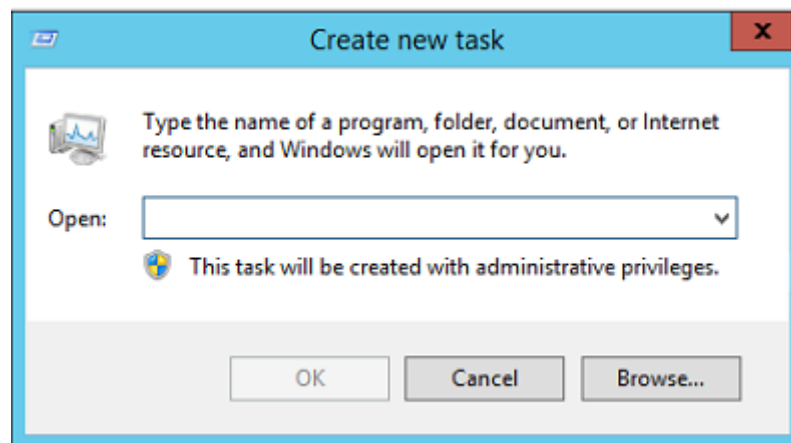 Create new task
Type the name of a program, folder, document, or Internet
resource, and Windows will open it for you.
Open:
This task will be created with administrative privileges.
OK
Cancel
Browse...